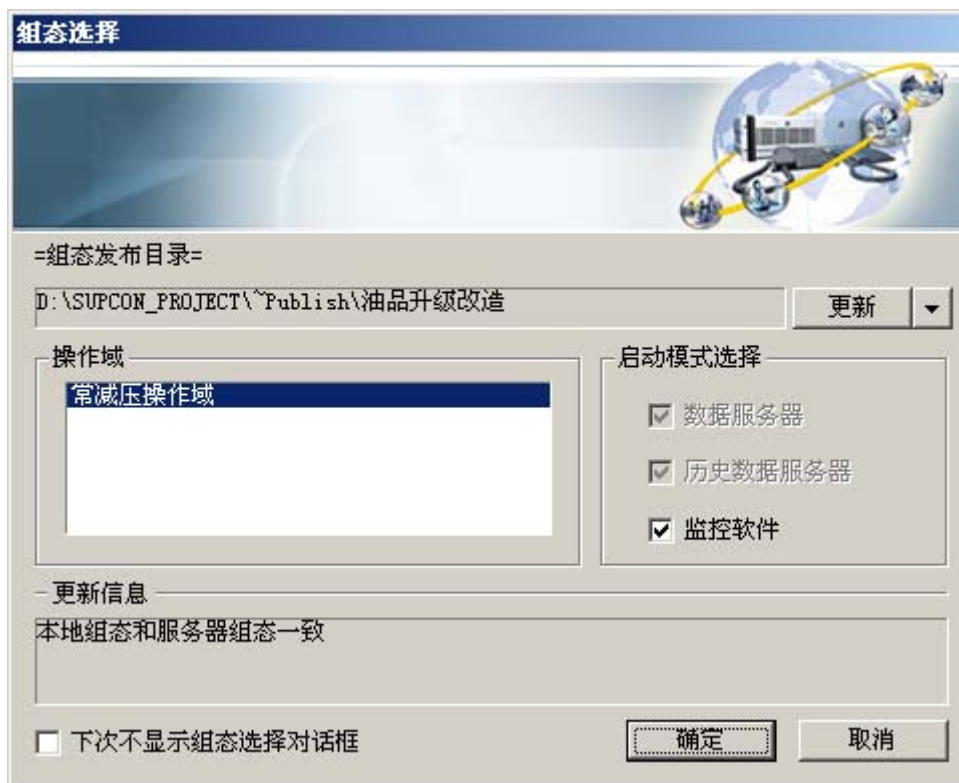 组态选择
=组态发布目录=
D:\SUPCON_PROJECT\~Publish\油品升级改造
更新
操作域
常减压操作域
启动模式选择
数据服务器
历史数据服务器
监控软件
更新信息
本地组态和服务器组态一致
下次不显示组态选择对话框
确定
取消